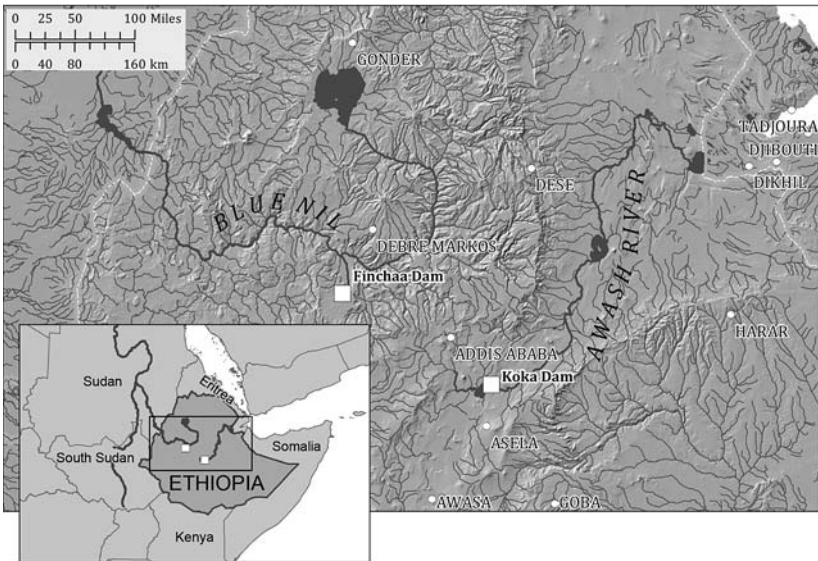 0 25 50 100 Miles
0 40 80 160 km
GONDER
TADJOURA
DJIBOUTI
DIKHIL
DESE
BLUE NIL
AWASH RIVER
DEBRE MARKOS
Finchaa Dam
HARAR
ADDIS ABABA
Koka Dam
ASELA
AWASA
GOBA
Sudan
Eritrea
South Sudan
Somalia
ETHIOPIA
Kenya